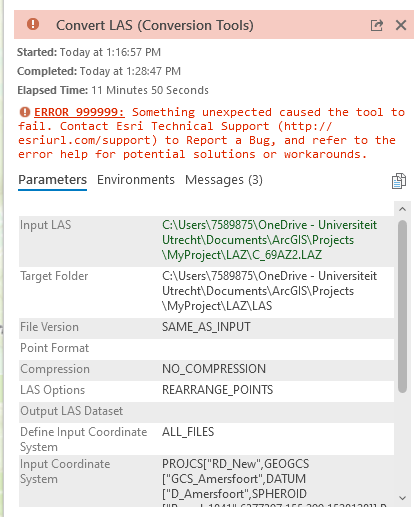 Convert LAS (Conversion Tools)
Started: Today at 1:16:57 PM
Completed: Today at 1:28:47 PM
Elapsed Time: 11 Minutes 50 Seconds
ERROR 999999: Something unexpected caused the tool to
fail. Contact Esri Technical Support (http://
esriurl.com/support) to Report a Bug, and refer to the
error help for potential solutions or workarounds.
Parameters Environments Messages (3)
Input LAS C:\Users\7589875\OneDrive - Universiteit
Utrecht\Documents\ArcGIS\Projects
\MyProject\LAZ\C_69AZ2.LAZ
Target Folder C:\Users\7589875\OneDrive - Universiteit
Utrecht\Documents\ArcGIS\Projects
\MyProject\LAZ\LAS
File Version SAME_AS_INPUT
Point Format
Compression NO_COMPRESSION
LAS Options REARRANGE_POINTS
Output LAS Dataset
Define Input Coordinate ALL_FILES
System
Input Coordinate PROJCS["RD_New",GEOGCS
System ["GCS_Amersfoort",DATUM
["D_Amersfoort",SPHEROID